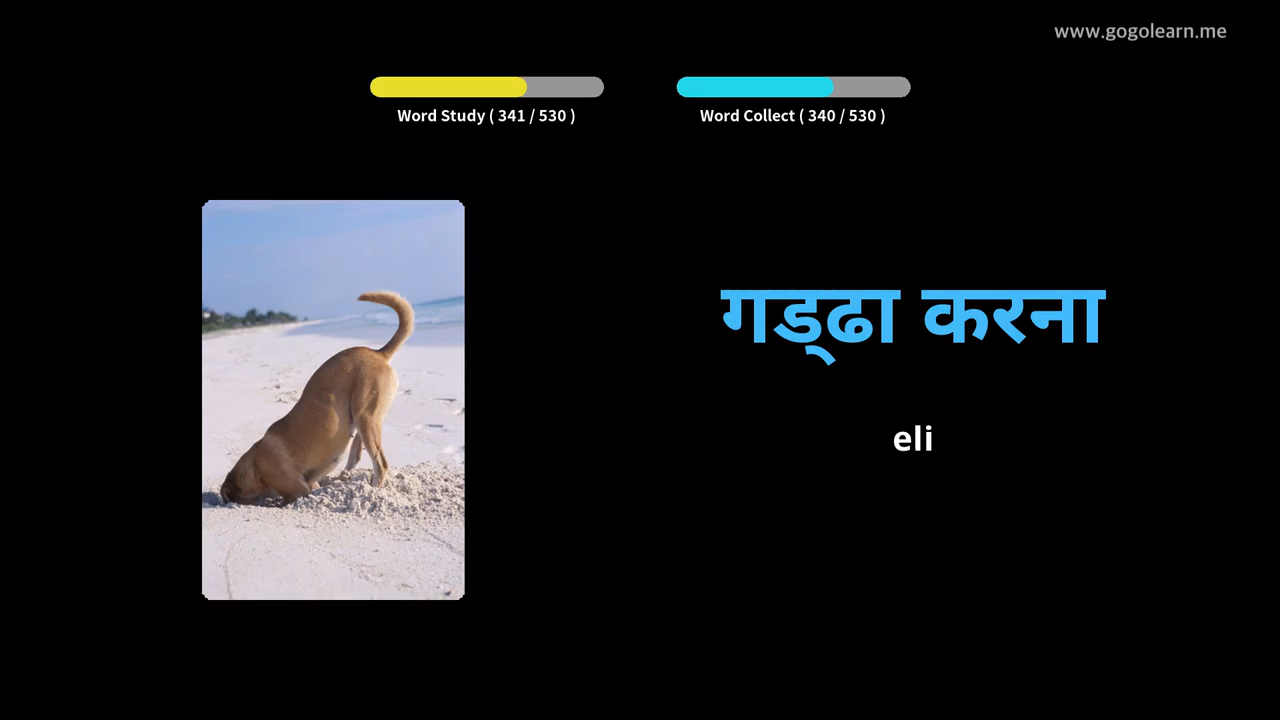 www.gogolearn.me
Word Study ( 341 / 530 )
Word Collect ( 340 / 530 )
गड्‌ढा करना
eli